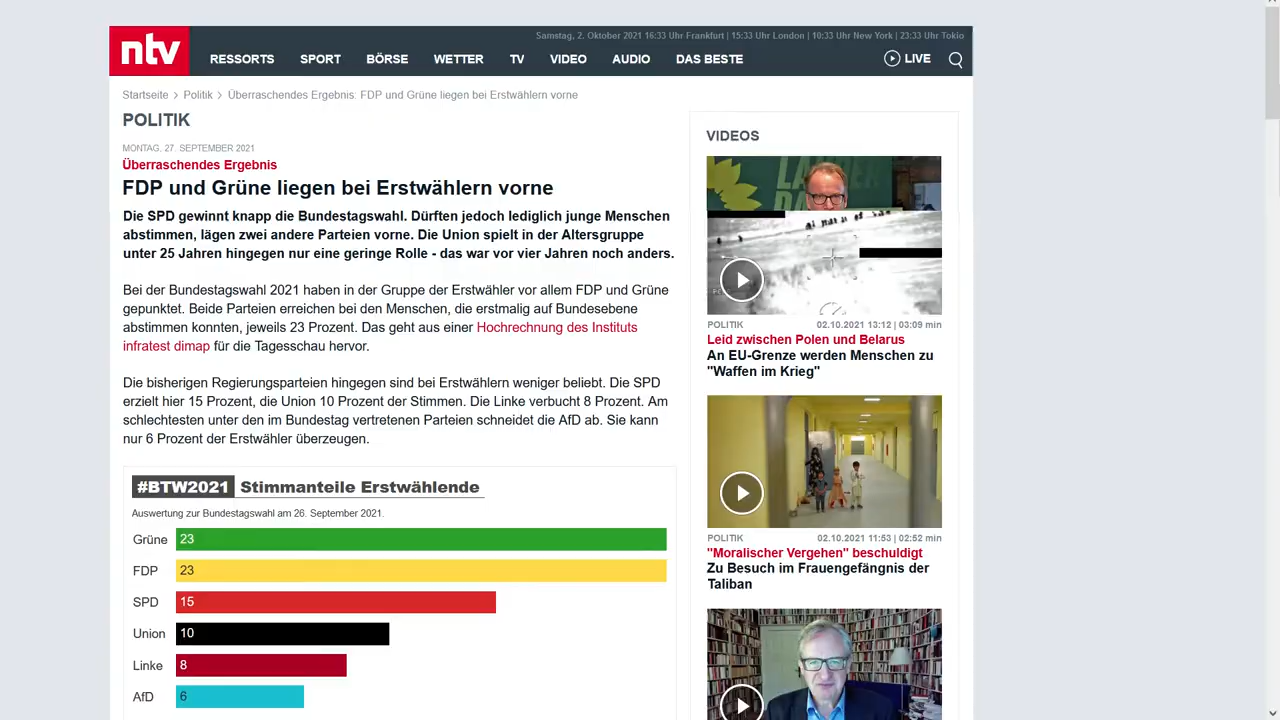 Samstag, 2. Oktober 2021 16:33 Uhr Frankfurt | 15:33 Uhr London | 10:33 Uhr New York | 23:33 Uhr Tokio
ntv
RESSORTS SPORT BÖRSE WETTER TV VIDEO AUDIO DAS BESTE LIVE
Startseite > Politik > Überraschendes Ergebnis: FDP und Grüne liegen bei Erstwählern vorne
POLITIK
MONTAG, 27. SEPTEMBER 2021
Überraschendes Ergebnis
FDP und Grüne liegen bei Erstwählern vorne
Die SPD gewinnt knapp die Bundestagswahl. Dürften jedoch lediglich junge Menschen
abstimmen, lägen zwei andere Parteien vorne. Die Union spielt in der Altersgruppe
unter 25 Jahren hingegen nur eine geringe Rolle - das war vor vier Jahren noch anders.
Bei der Bundestagswahl 2021 haben in der Gruppe der Erstwähler vor allem FDP und Grüne
gepunktet. Beide Parteien erreichen bei den Menschen, die erstmalig auf Bundesebene
abstimmen konnten, jeweils 23 Prozent. Das geht aus einer Hochrechnung des Instituts
infratest dimap für die Tagesschau hervor.
Die bisherigen Regierungsparteien hingegen sind bei Erstwählern weniger beliebt. Die SPD
erzielt hier 15 Prozent, die Union 10 Prozent der Stimmen. Die Linke verbucht 8 Prozent. Am
schlechtesten unter den im Bundestag vertretenen Parteien schneidet die AfD ab. Sie kann
nur 6 Prozent der Erstwähler überzeugen.
#BTW2021 Stimmanteile Erstwählende
Auswertung zur Bundestagswahl am 26. September 2021.
Grüne 23
FDP 23
SPD 15
Union 10
Linke 8
AfD 6
VIDEOS
POLITIK 02.10.2021 13:12 | 03:09 min
Leid zwischen Polen und Belarus
An EU-Grenze werden Menschen zu
"Waffen im Krieg"
POLITIK 02.10.2021 11:53 | 02:52 min
"Moralischer Vergehen" beschuldigt
Zu Besuch im Frauengefängnis der
Taliban